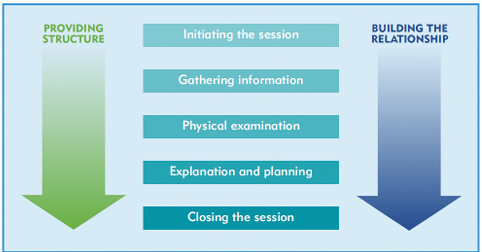 PROVIDING
STRUCTURE
Initiating the session
Gathering information
Physical examination
Explanation and planning
Closing the session
BUILDING THE
RELATIONSHIP